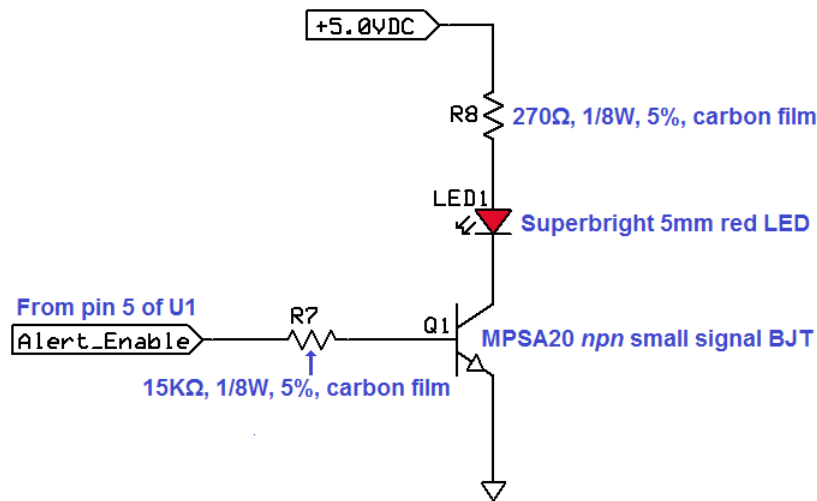 +5.0VDC
R8
270Ω, 1/8W, 5%, carbon film
LED1
Superbright 5mm red LED
From pin 5 of U1
Alert_Enable
R7
Q1
MPSA20 npn small signal BJT
15KΩ, 1/8W, 5%, carbon film